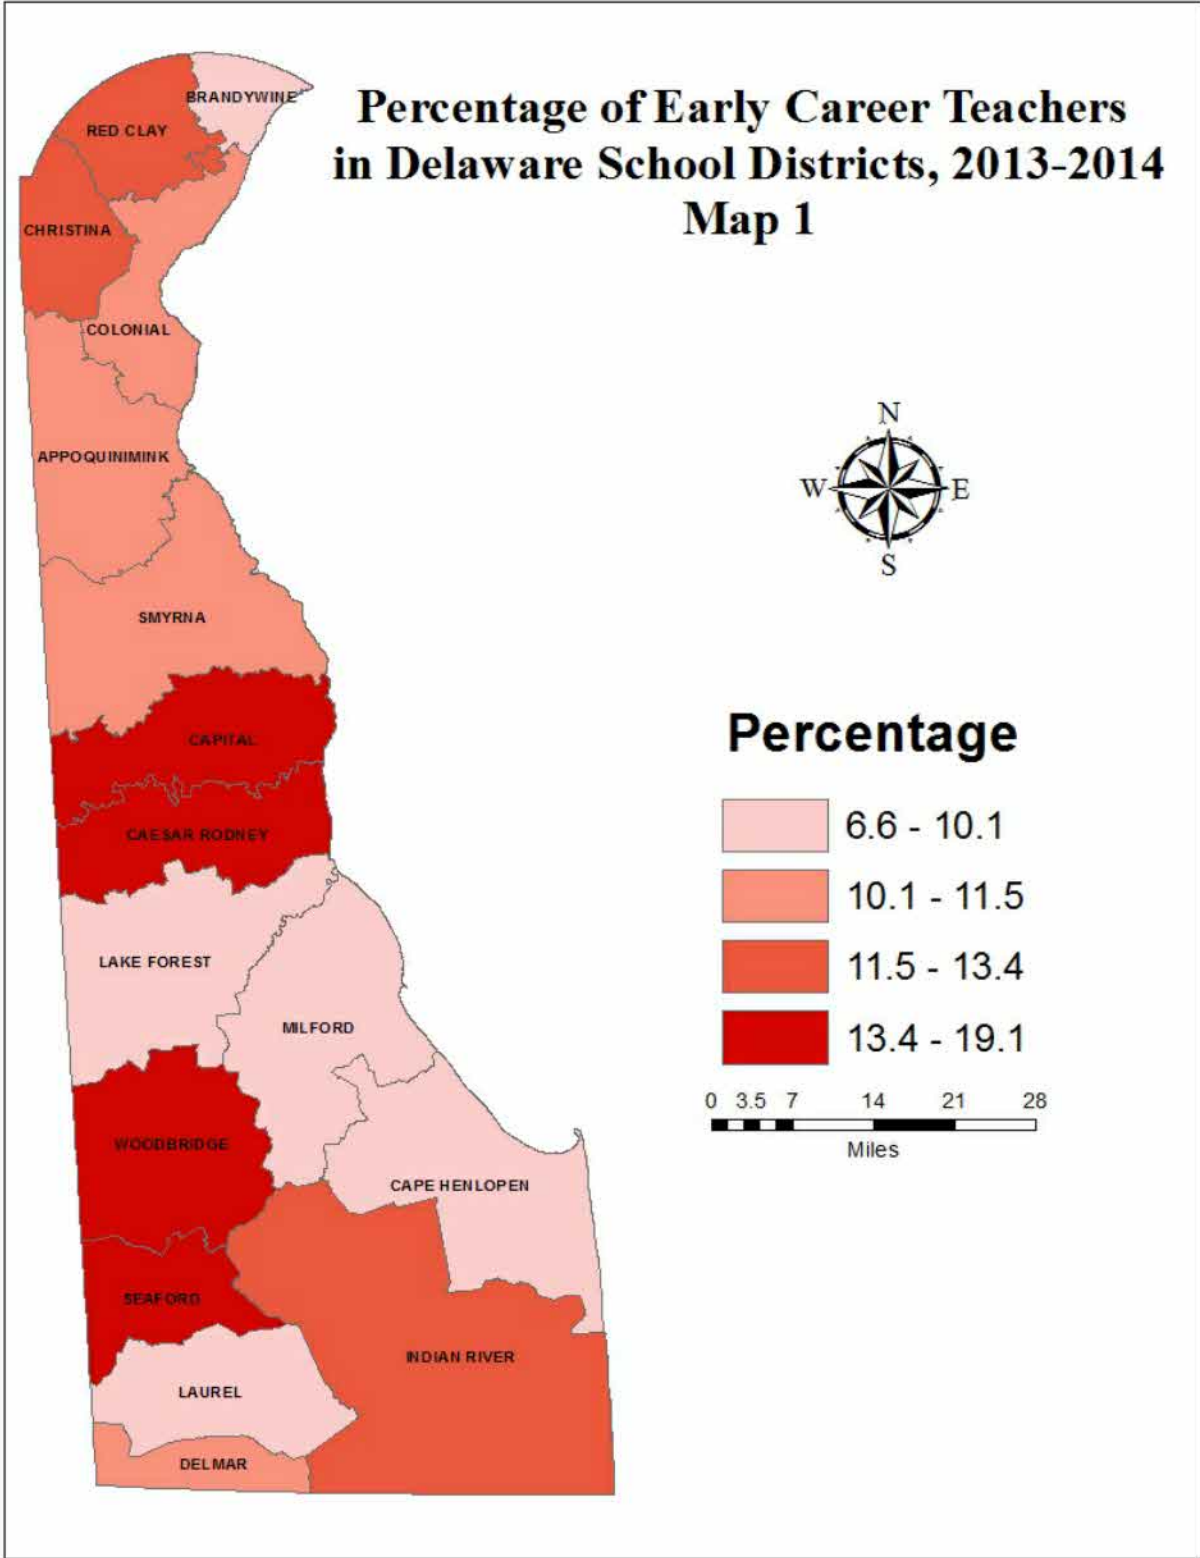 Percentage of Early Career Teachers
in Delaware School Districts, 2013-2014
Map 1
BRANDYWINE
RED CLAY
CHRISTINA
COLONIAL
APPOQUINIMINK
SMYRNA
CAPITAL
CAESAR RODNEY
LAKE FOREST
MILFORD
WOODBRIDGE
CAPE HENLOPEN
SEAFORD
INDIAN RIVER
LAUREL
DELMAR
N
W E
S
Percentage
6.6 - 10.1
10.1 - 11.5
11.5 - 13.4
13.4 - 19.1
0 3.5 7 14 21 28
Miles